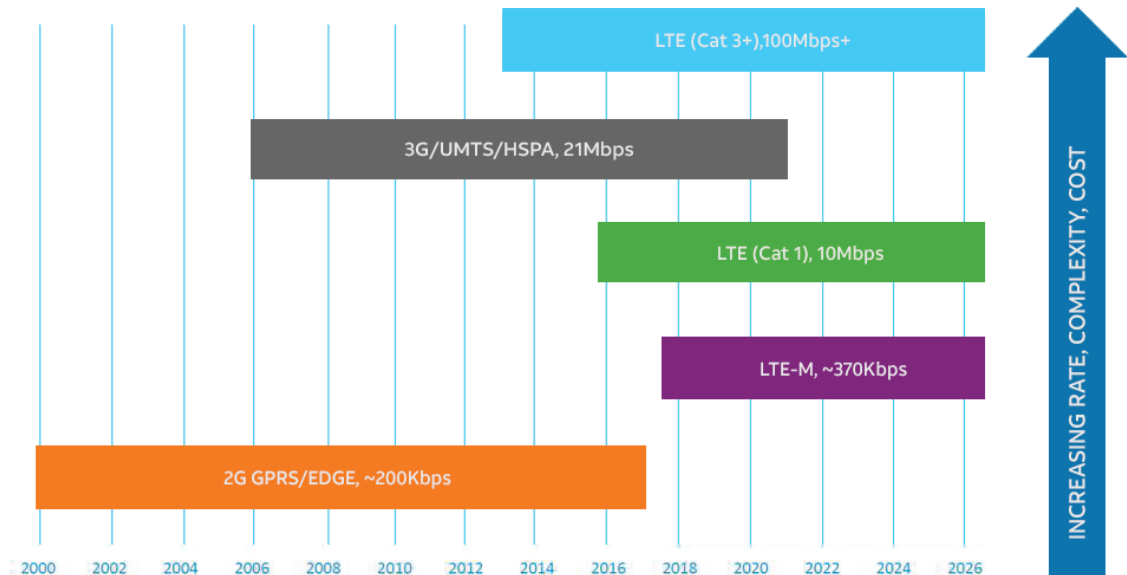 LTE (Cat 3+),100Mbps+
3G/UMTS/HSPA, 21Mbps
LTE (Cat 1), 10Mbps
LTE-M, ~370Kbps
2G GPRS/EDGE, ~200Kbps
2000 2002 2004 2006 2008 2010 2012 2014 2016 2018 2020 2022 2024 2026
INCREASING RATE, COMPLEXITY, COST